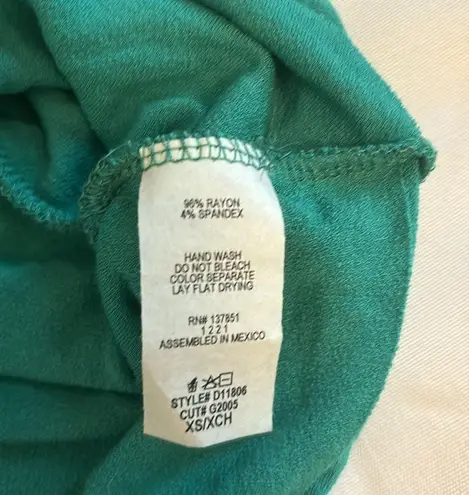 96% RAYON
4% SPANDEX
HAND WASH
DO NOT BLEACH
COLOR SEPARATE
LAY FLAT DRYING
RN# 137851
1 2 2 1
ASSEMBLED IN MEXICO
STYLE# D11806
CUT# G2005
XS/XCH